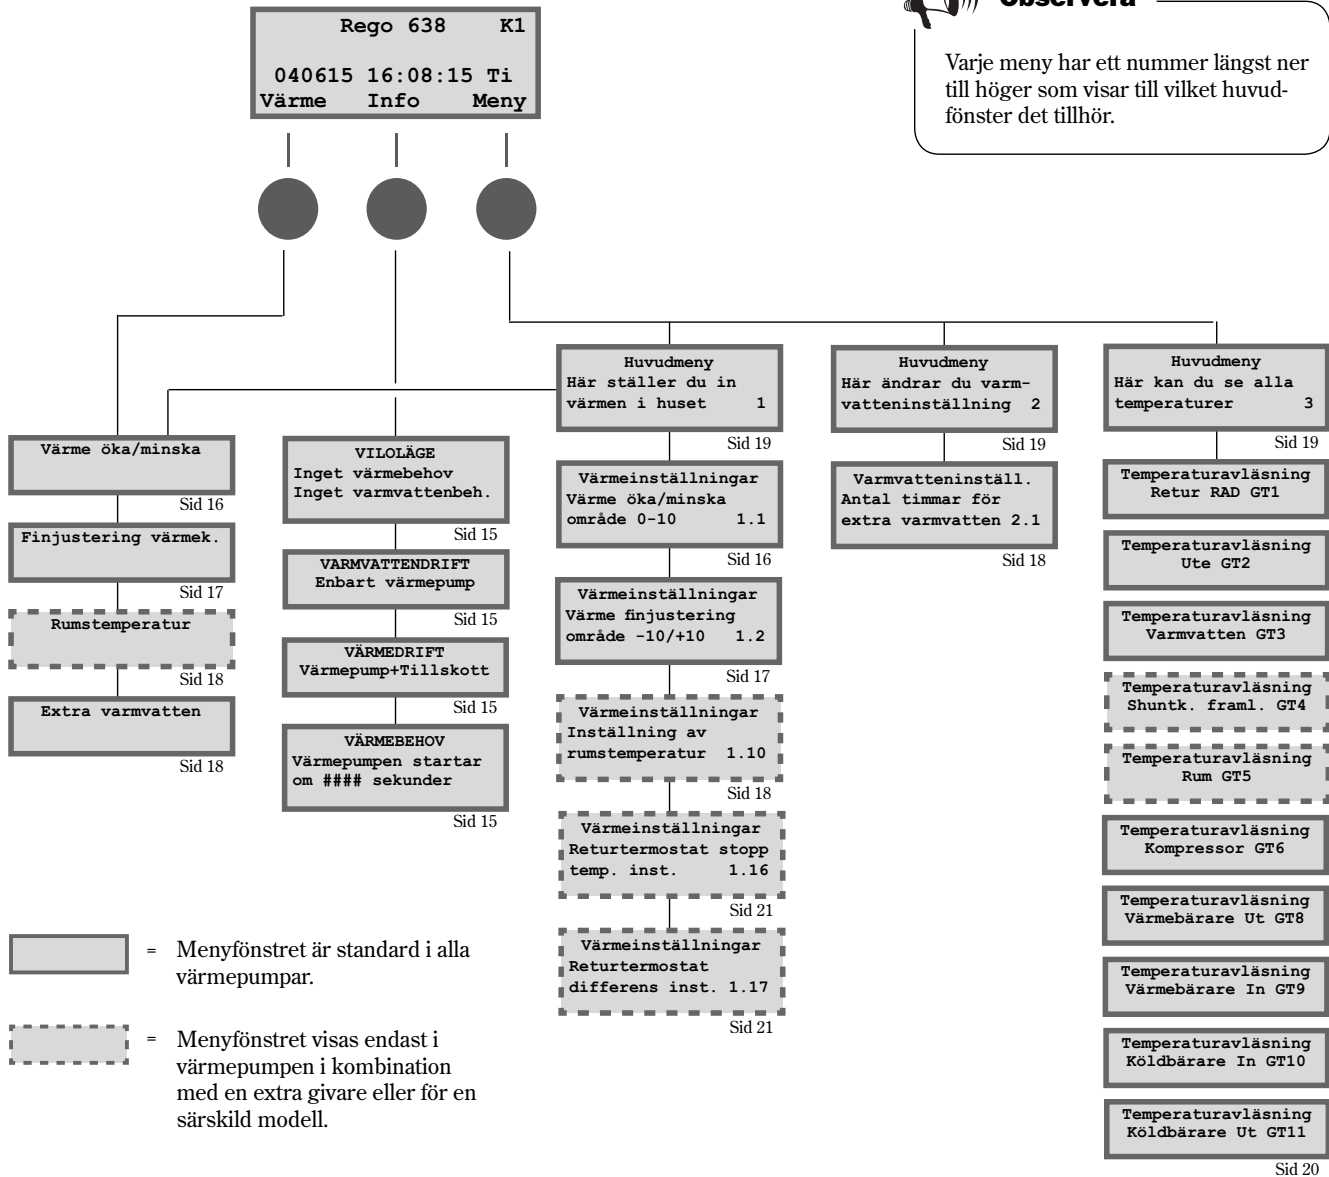 Rego 638 K1
040615 16:08:15 Ti
Värme Info Meny
Observera
Varje meny har ett nummer längst ner
till höger som visar till vilket huvud-
fönster det tillhör.
Värme öka/minska
Sid 16
Finjustering värmek.
Sid 17
Rumstemperatur
Sid 18
Extra varmvatten
Sid 18
VILOLÄGE
Inget värmebehov
Inget varmvattenbeh.
Sid 15
VARMVATTENDRIFT
Enbart värmepump
Sid 15
VÄRMEDRIFT
Värmepump+Tillskott
Sid 15
VÄRMEBEHOV
Värmepumpen startar
om #### sekunder
Sid 15
Huvudmeny
Här ställer du in
värmen i huset 1
Sid 19
Värmeinställningar
Värme öka/minska
område 0-10 1.1
Sid 16
Värmeinställningar
Värme finjustering
område -10/+10 1.2
Sid 17
Värmeinställningar
Inställning av
rumstemperatur 1.10
Sid 18
Värmeinställningar
Returtermostat stopp
temp. inst. 1.16
Sid 21
Värmeinställningar
Returtermostat
differens inst. 1.17
Sid 21
Huvudmeny
Här ändrar du varm-
vatteninställning 2
Sid 19
Varmvatteninställ.
Antal timmar för
extra varmvatten 2.1
Sid 18
Huvudmeny
Här kan du se alla
temperaturer 3
Sid 19
Temperaturavläsning
Retur RAD GT1
Temperaturavläsning
Ute GT2
Temperaturavläsning
Varmvatten GT3
Temperaturavläsning
Shuntk. framl. GT4
Temperaturavläsning
Rum GT5
Temperaturavläsning
Kompressor GT6
Temperaturavläsning
Värmebärare Ut GT8
Temperaturavläsning
Värmebärare In GT9
Temperaturavläsning
Köldbärare In GT10
Temperaturavläsning
Köldbärare Ut GT11
Sid 20
= Menyfönstret är standard i alla
värmepumpar.
= Menyfönstret visas endast i
värmepumpen i kombination
med en extra givare eller för en
särskild modell.